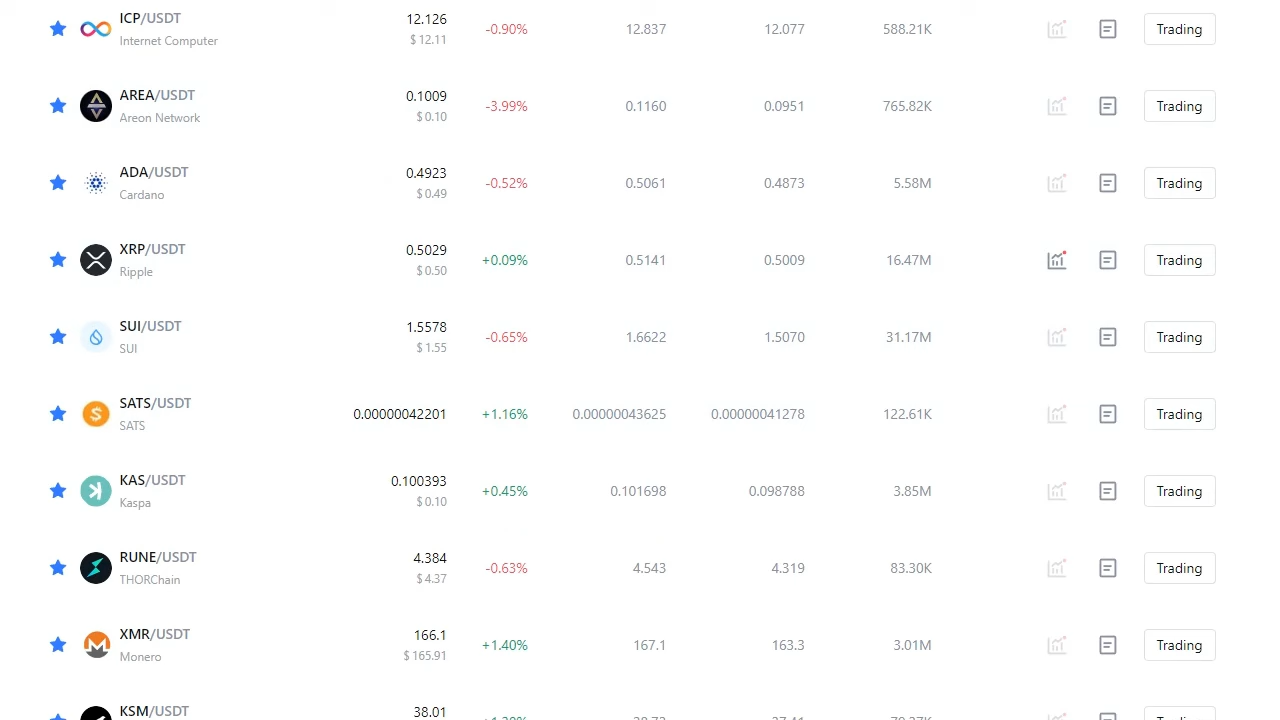 ICP/USDT 12.126 -0.90% 12.837 12.077 588.21K Trading
Internet Computer $ 12.11
AREA/USDT 0.1009 -3.99% 0.1160 0.0951 765.82K Trading
Areon Network $ 0.10
ADA/USDT 0.4923 -0.52% 0.5061 0.4873 5.58M Trading
Cardano $ 0.49
XRP/USDT 0.5029 +0.09% 0.5141 0.5009 16.47M Trading
Ripple $ 0.50
SUI/USDT 1.5578 -0.65% 1.6622 1.5070 31.17M Trading
SUI $ 1.55
SATS/USDT 0.00000042201 +1.16% 0.00000043625 0.00000041278 122.61K Trading
SATS
KAS/USDT 0.100393 +0.45% 0.101698 0.098788 3.85M Trading
Kaspa $ 0.10
RUNE/USDT 4.384 -0.63% 4.543 4.319 83.30K Trading
THORChain $ 4.37
XMR/USDT 166.1 +1.40% 167.1 163.3 3.01M Trading
Monero $ 165.91
KSM/USDT 38.01